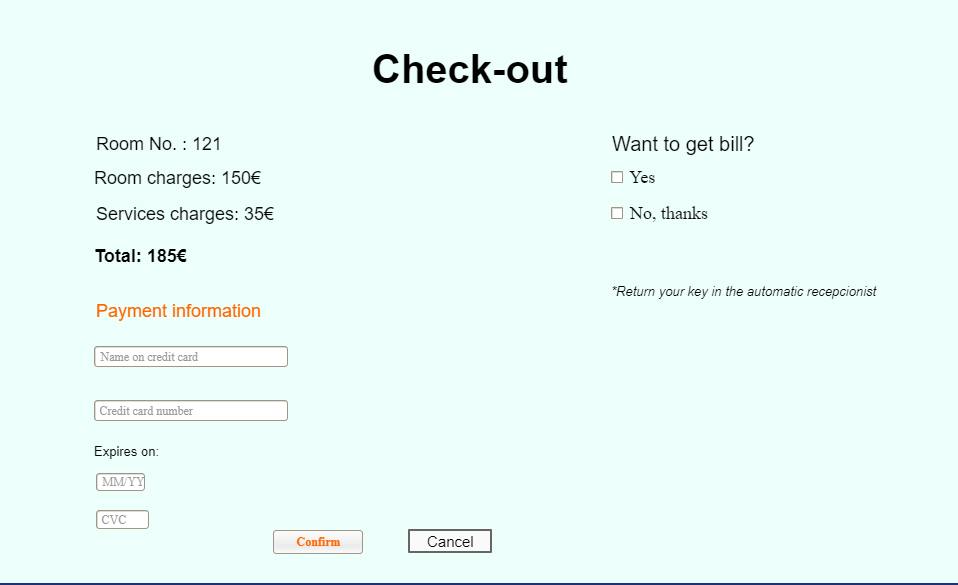 Check-out
Room No. : 121
Room charges: 150€
Services charges: 35€
Total: 185€
Want to get bill?
Yes
No, thanks
*Return your key in the automatic recepcionist
Payment information
Name on credit card
Credit card number
Expires on:
MM/YY
CVC
Confirm
Cancel